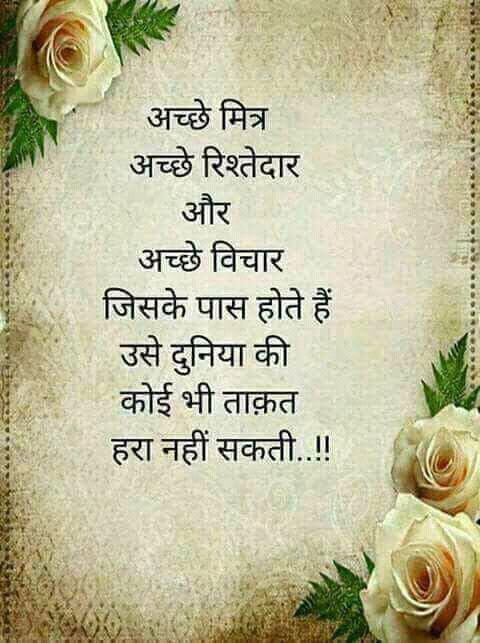 अच्छे मित्र
अच्छे रिश्तेदार
और
अच्छे विचार
जिसके पास होते हैं
उसे दुनिया की
कोई भी ताक़त
हरा नहीं सकती..!!